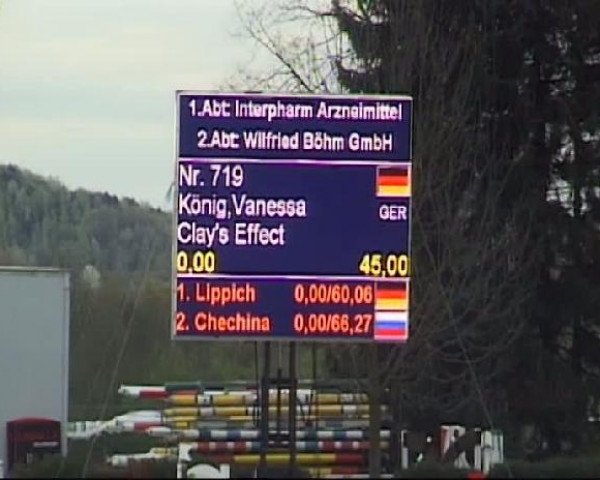 1.Abt: Interpharm Arzneimittel
2.Abt: Wilfried Böhm GmbH
Nr. 719
König,Vanessa GER
Clay's Effect
0,00 45,00
1. Lippich 0,00/60,06
2. Chechina 0,00/66,27